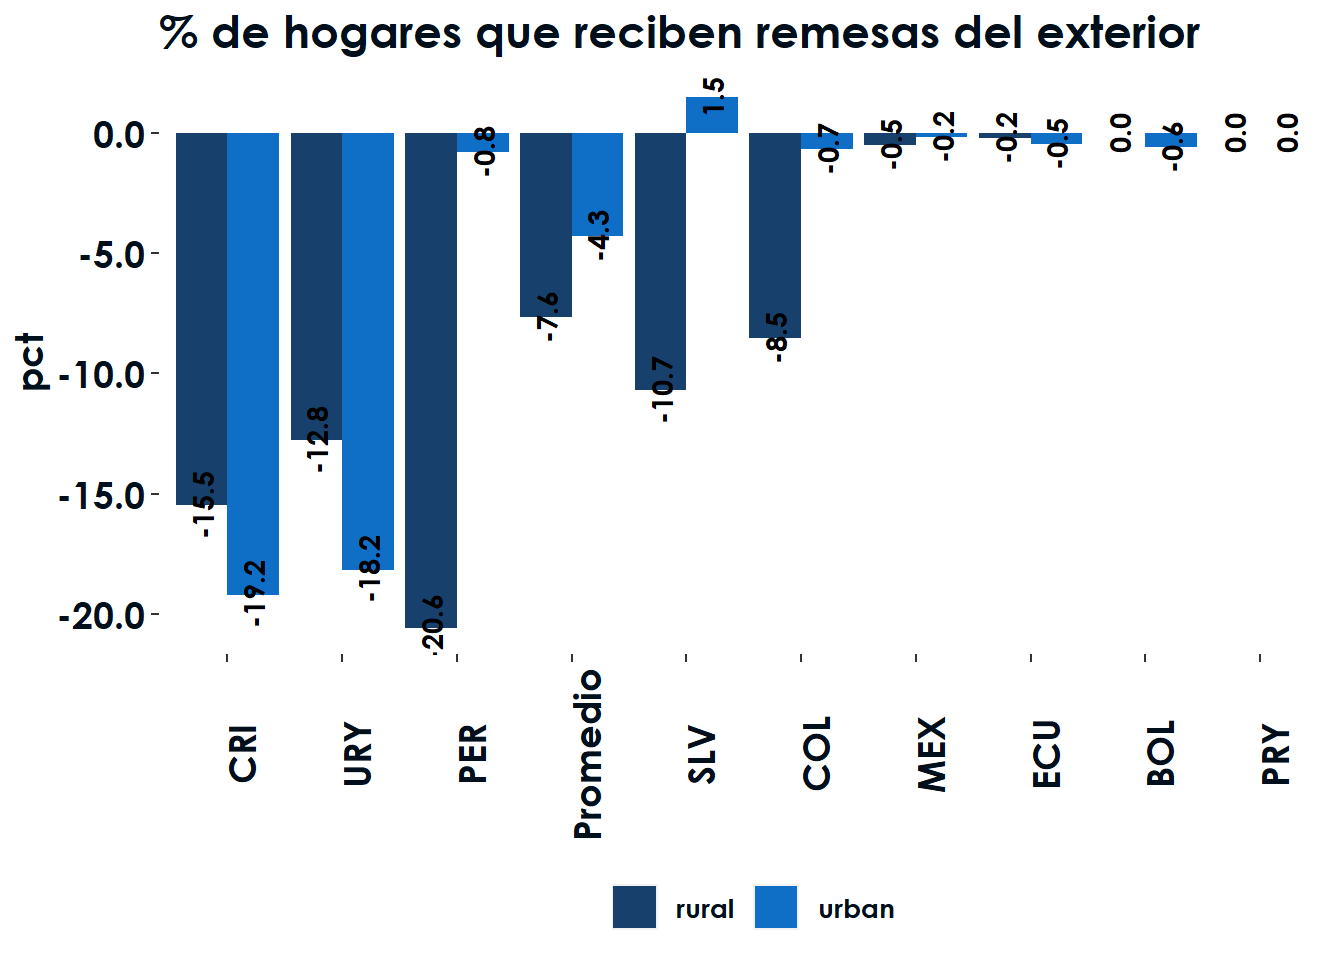 % de hogares que reciben remesas del exterior
pct
0.0
-5.0
-10.0
-15.0
-20.0
-15.5
-19.2
-12.8
-18.2
-20.6
-0.8
-7.6
-4.3
-10.7
1.5
-8.5
-0.7
-0.5
-0.2
-0.2
-0.5
0.0
-0.6
0.0
0.0
CRI
URY
PER
Promedio
SLV
COL
MEX
ECU
BOL
PRY
rural urban